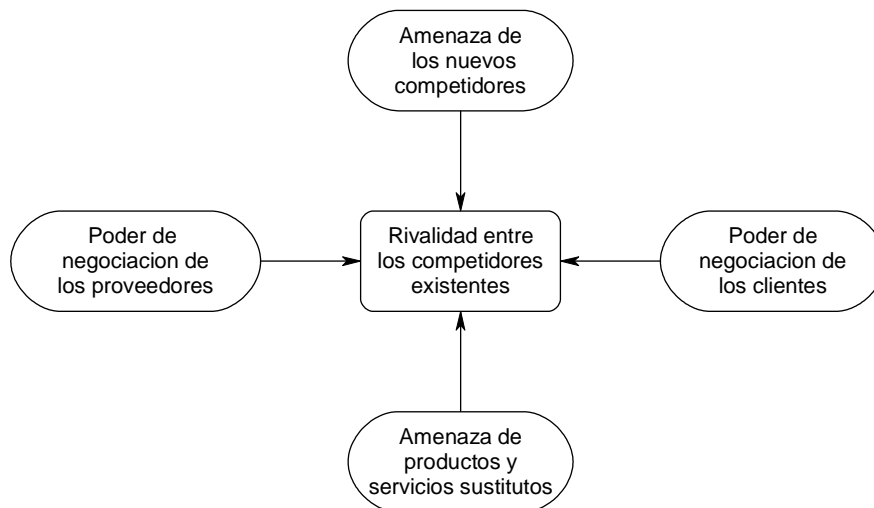 Amenaza de
los nuevos
competidores
Poder de
negociacion de
los proveedores
Rivalidad entre
los competidores
existentes
Poder de
negociacion de
los clientes
Amenaza de
productos y
servicios sustitutos